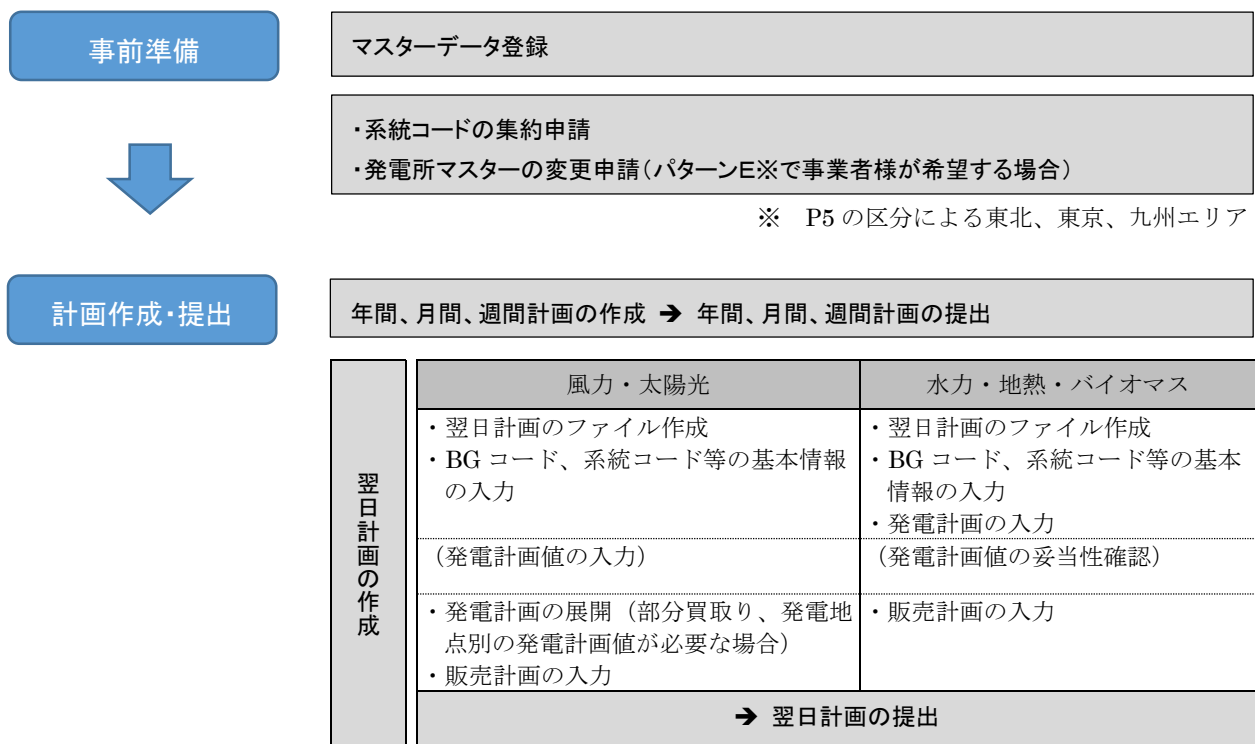 事前準備
マスターデータ登録
・系統コードの集約申請
・発電所マスターの変更申請（パターンE※で事業者様が希望する場合）
※ P5 の区分による東北、東京、九州エリア
計画作成・提出
年間、月間、週間計画の作成 ➔ 年間、月間、週間計画の提出
翌日計画の作成
風力・太陽光
・翌日計画のファイル作成
・BG コード、系統コード等の基本情報
の入力
（発電計画値の入力）
・発電計画の展開（部分買取り、発電地
点別の発電計画値が必要な場合）
・販売計画の入力
水力・地熱・バイオマス
・翌日計画のファイル作成
・BG コード、系統コード等の基本
情報の入力
・発電計画の入力
（発電計画値の妥当性確認）
・販売計画の入力
➔ 翌日計画の提出